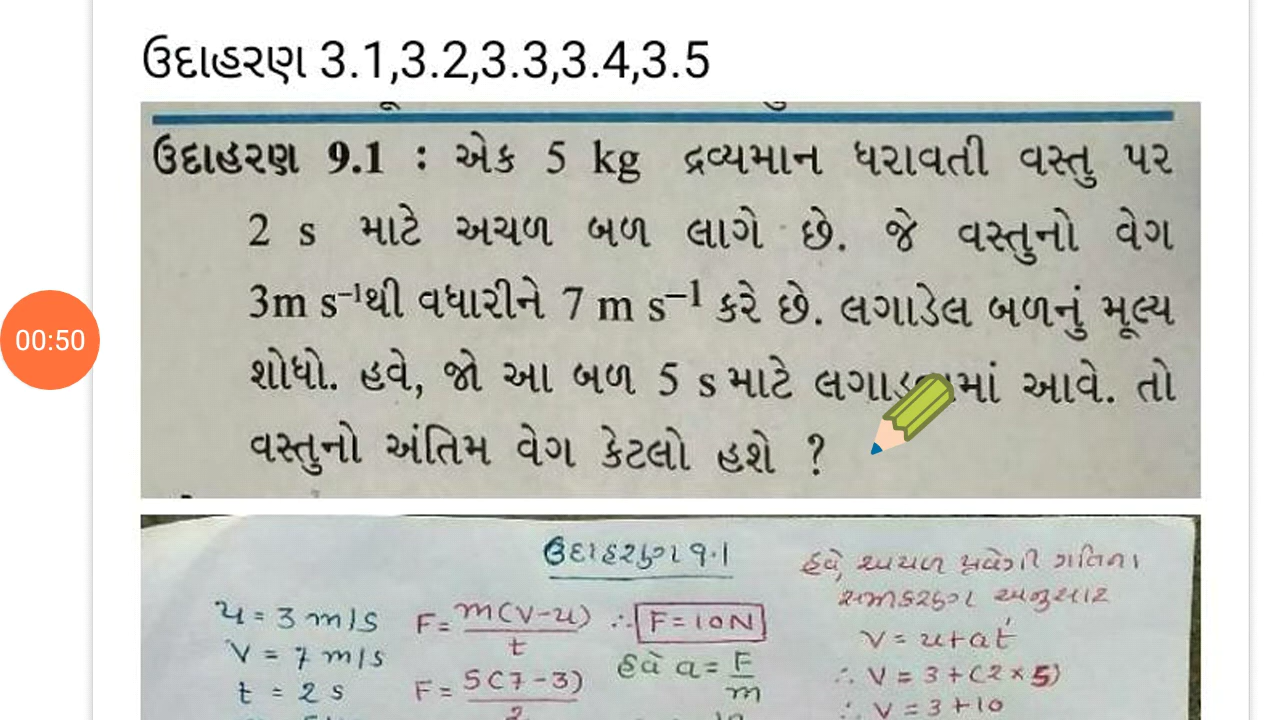 ઉદાહરણ 3.1,3.2,3.3,3.4,3.5
ઉદાહરણ 9.1 : એક 5 kg દ્રવ્યમાન ધરાવતી વસ્તુ પર
2 s માટે અચળ બળ લાગે છે. જે વસ્તુનો વેગ
3m s⁻¹થી વધારીને 7 m s⁻¹ કરે છે. લગાડેલ બળનું મૂલ્ય
શોધો. હવે, જો આ બળ 5 s માટે આવે. તો
વસ્તુનો અંતિમ વેગ કેટલો હશે ?
00:50
ઉદાહરણ ૧.1
u = 3 m/s
V = 7 m/s
t = 2 s
F = m(V-u) / t
F = 5(7-3) / 2
∴ F = 10N
હવે a = F / m
હવે, અચળ પ્રવેગી ગતિના
સમીકરણ અનુસાર
V = u + at
∴ V = 3 + (2 × 5)
∴ V = 3 + 10